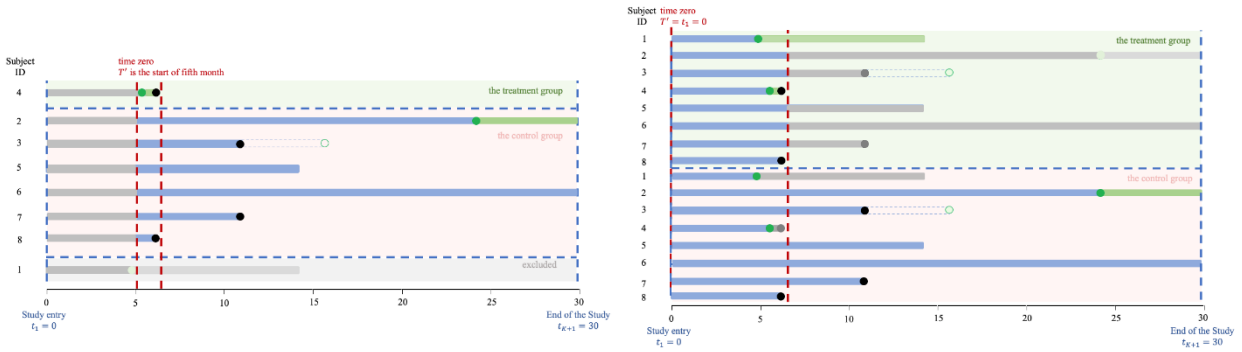 Subject
ID
time zero
T' is the start of fifth month
4
the treatment group
2
the control group
3
5
6
7
8
1
excluded
0 5 10 15 20 25 30
Study entry
t₁ = 0
End of the Study
t_{K+1} = 30
Subject time zero
ID T' = t₁ = 0
1
the treatment group
2
3
4
5
6
7
8
1
the control group
2
3
4
5
6
7
8
0 5 10 15 20 25 30
Study entry
t₁ = 0
End of the Study
t_{K+1} = 30